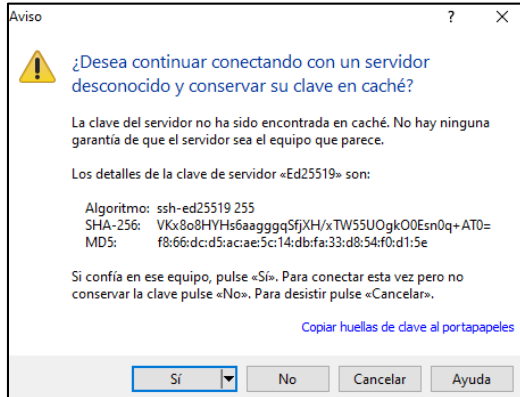 Aviso
?
¿Desea continuar conectando con un servidor
desconocido y conservar su clave en caché?
La clave del servidor no ha sido encontrada en caché. No hay ninguna
garantía de que el servidor sea el equipo que parece.
Los detalles de la clave de servidor «Ed25519» son:
Algoritmo: ssh-ed25519 255
SHA-256: VKx8o8HYHs6aagggqSfjXH/xTW55UOgkO0Esn0q+AT0=
MD5: f8:66:dc:d5:ac:ae:5c:14:db:fa:33:d8:54:f0:d1:5e
Si confía en ese equipo, pulse «Sí». Para conectar esta vez pero no
conservar la clave pulse «No». Para desistir pulse «Cancelar».
Copiar huellas de clave al portapapeles
Sí No Cancelar Ayuda